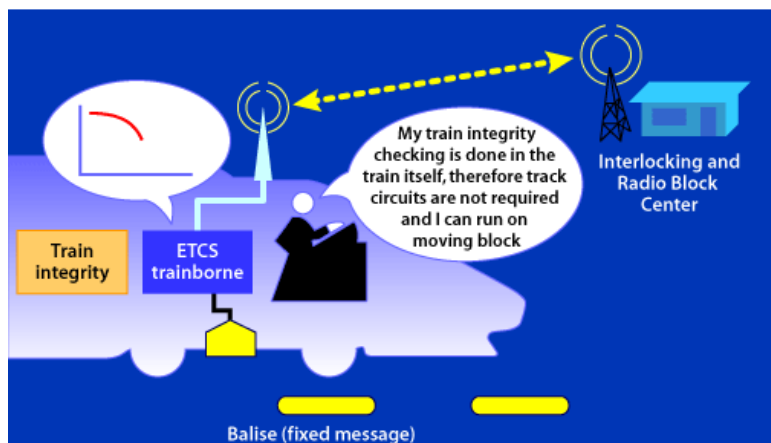 My train integrity
checking is done in the
train itself, therefore track
circuits are not required
and I can run on
moving block
Interlocking and
Radio Block
Center
Train
integrity
ETCS
trainborne
Balise (fixed message)